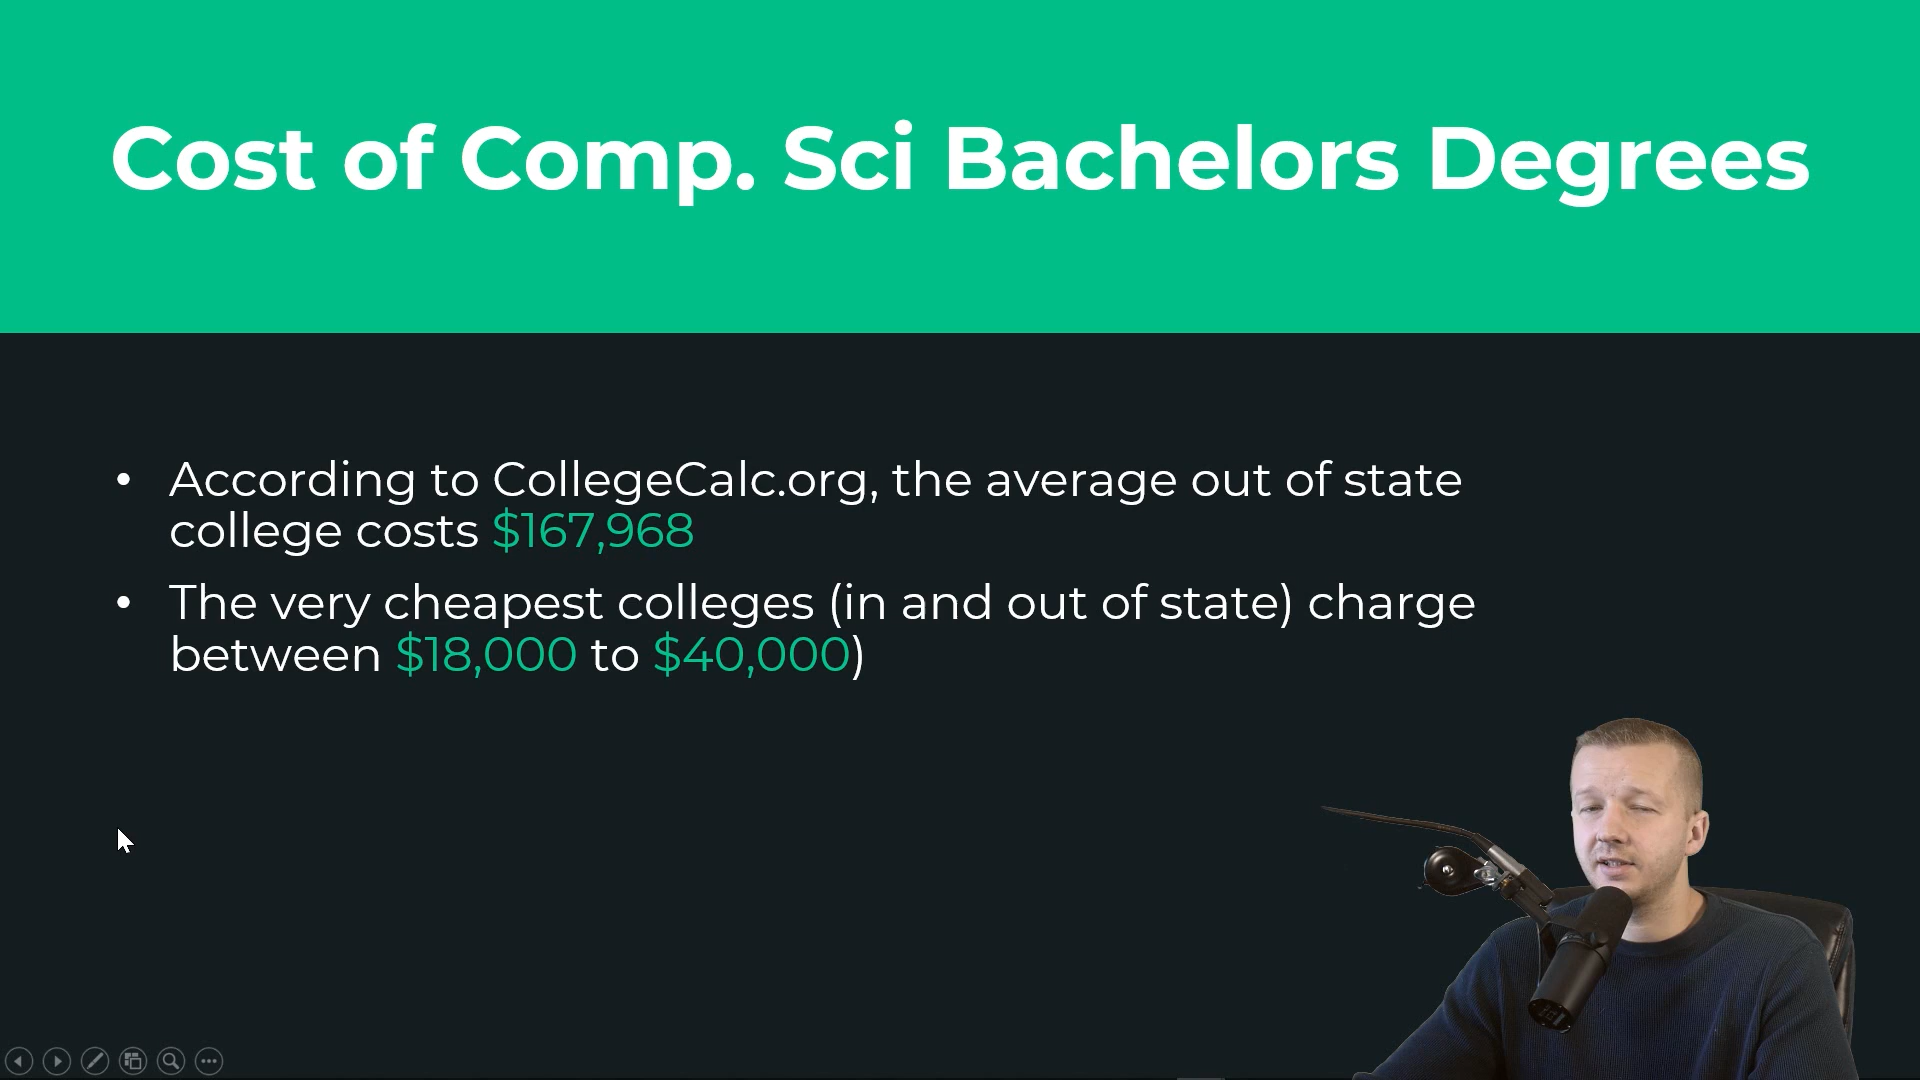 Cost of Comp. Sci Bachelors Degrees
• According to CollegeCalc.org, the average out of state
college costs $167,968
• The very cheapest colleges (in and out of state) charge
between $18,000 to $40,000)